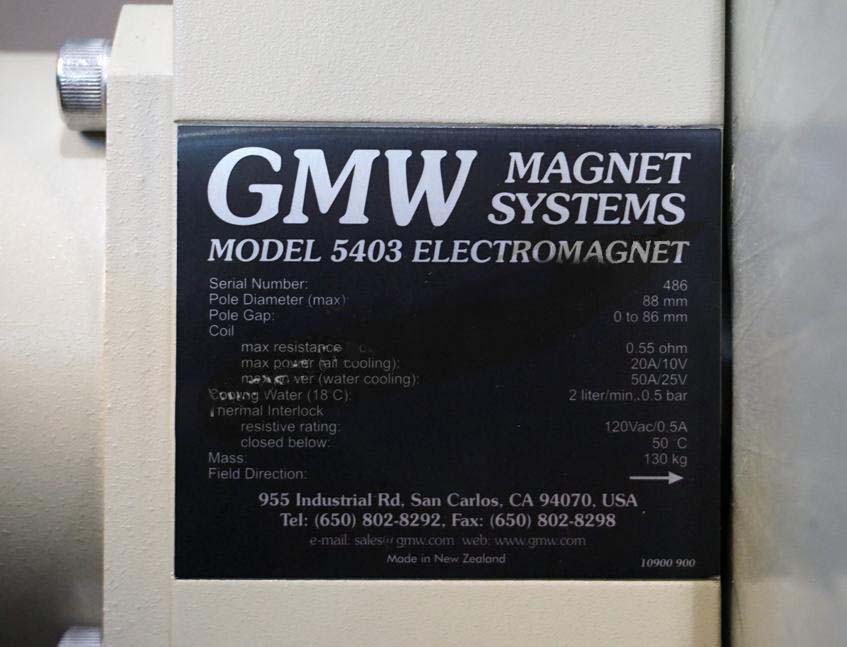 GMW MAGNET SYSTEMS
MODEL 5403 ELECTROMAGNET
Serial Number: 486
Pole Diameter (max): 88 mm
Pole Gap: 0 to 86 mm
Coil
max resistance 0.55 ohm
max power (air cooling): 20A/10V
max (water cooling): 50A/25V
Cooling Water (18 C): 2 liter/min,.0.5 bar
Thermal Interlock
resistive rating: 120Vac/0.5A
closed below: 50 C
Mass: 130 kg
Field Direction:
955 Industrial Rd, San Carlos, CA 94070, USA
Tel: (650) 802-8292, Fax: (650) 802-8298
e-mail: sales@gmw.com web: www.gmw.com
Made in New Zealand
10900 900